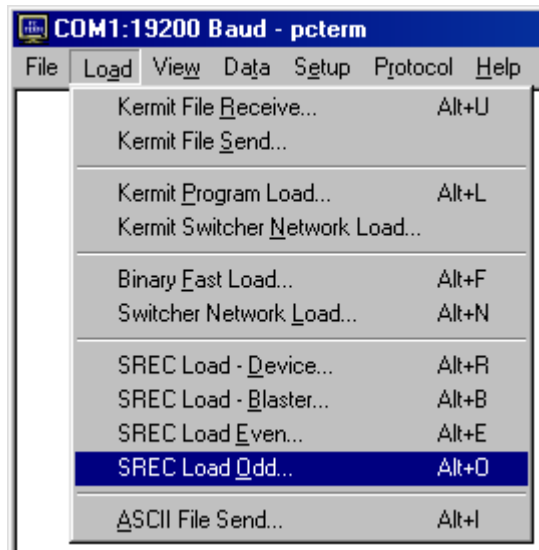 COM1:19200 Baud - pcterm
File Load View Data Setup Protocol Help
Kermit File Receive... Alt+U
Kermit File Send...
Kermit Program Load... Alt+L
Kermit Switcher Network Load...
Binary Fast Load... Alt+F
Switcher Network Load... Alt+N
SREC Load - Device... Alt+R
SREC Load - Blaster... Alt+B
SREC Load Even... Alt+E
SREC Load Odd... Alt+O
ASCII File Send... Alt+I